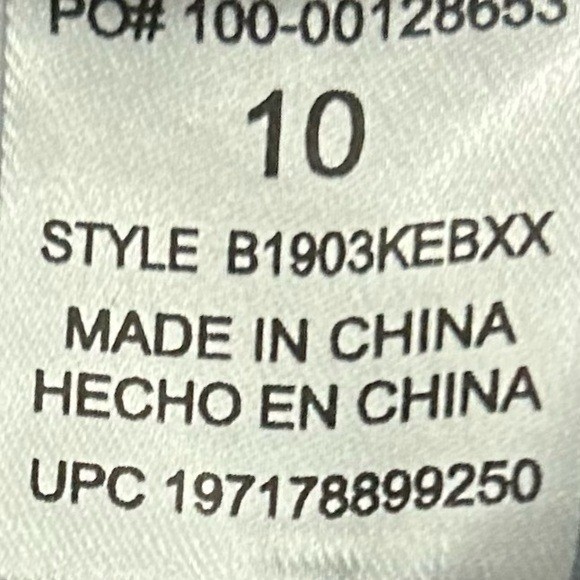 PO# 100-00128653
10
STYLE B1903KEBXX
MADE IN CHINA
HECHO EN CHINA
UPC 197178899250